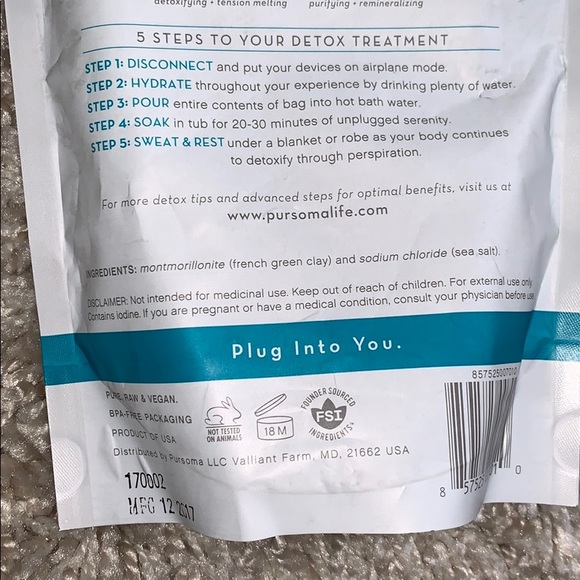 detoxifying • tension melting purifying • remineralizing
5 STEPS TO YOUR DETOX TREATMENT
STEP 1: DISCONNECT and put your devices on airplane mode.
STEP 2: HYDRATE throughout your experience by drinking plenty of water.
STEP 3: POUR entire contents of bag into hot bath water.
STEP 4: SOAK in tub for 20-30 minutes of unplugged serenity.
STEP 5: SWEAT & REST under a blanket or robe as your body continues
to detoxify through perspiration.
For more detox tips and advanced steps for optimal benefits, visit us at
www.pursomalife.com
INGREDIENTS: montmorillonite (french green clay) and sodium chloride (sea salt).
DISCLAIMER: Not intended for medicinal use. Keep out of reach of children. For external use only
Contains iodine. If you are pregnant or have a medical condition, consult your physician before use
Plug Into You.
857525007010
PURE, RAW & VEGAN.
BPA-FREE PACKAGING
PRODUCT OF USA
NOT TESTED
ON ANIMALS
18 M
FOUNDER SOURCED
FSI
INGREDIENTS
Distributed by Pursoma LLC Valliant Farm, MD, 21662 USA
170002
MFG 12 2017
8 0